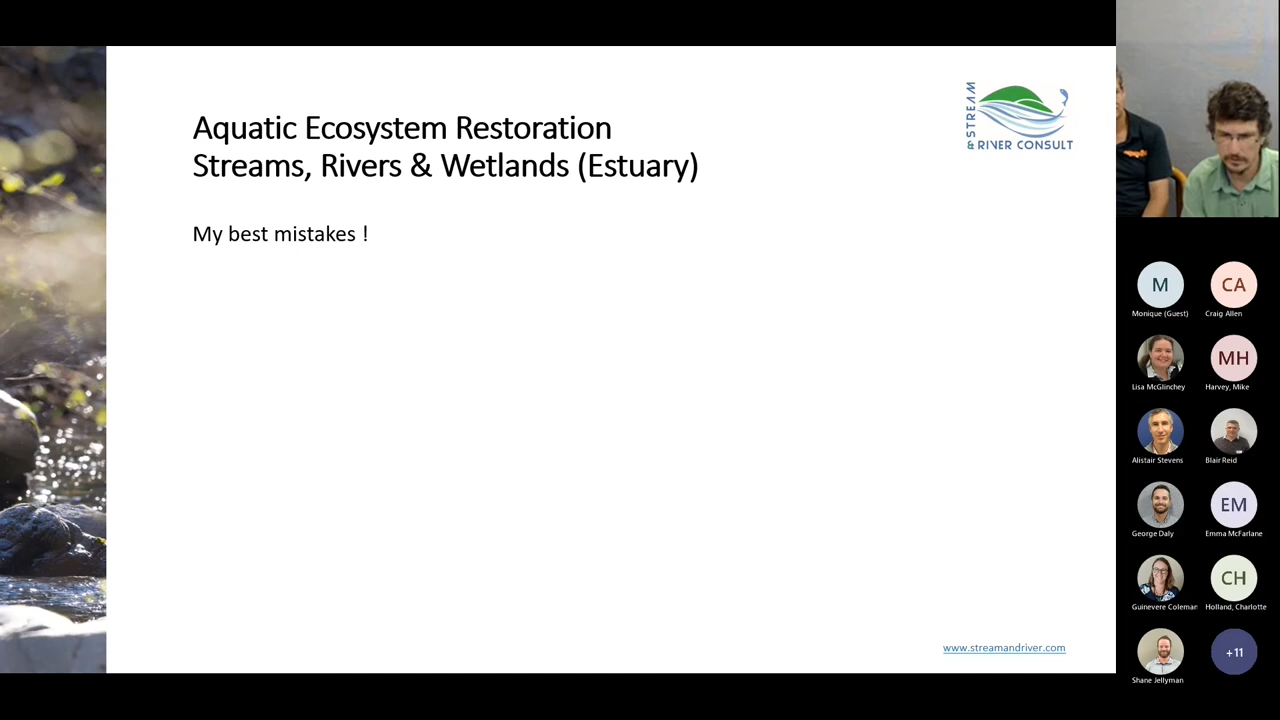 Aquatic Ecosystem Restoration
Streams, Rivers & Wetlands (Estuary)
My best mistakes !
& STREAM
RIVER CONSULT
www.streamandriver.com
M
Monique (Guest)
CA
Craig Allen
Lisa McGlinchey
MH
Harvey, Mike
Alistair Stevens
Blair Reid
George Daly
EM
Emma McFarlane
Guinevere Coleman
CH
Holland, Charlotte
Shane Jellyman
+11